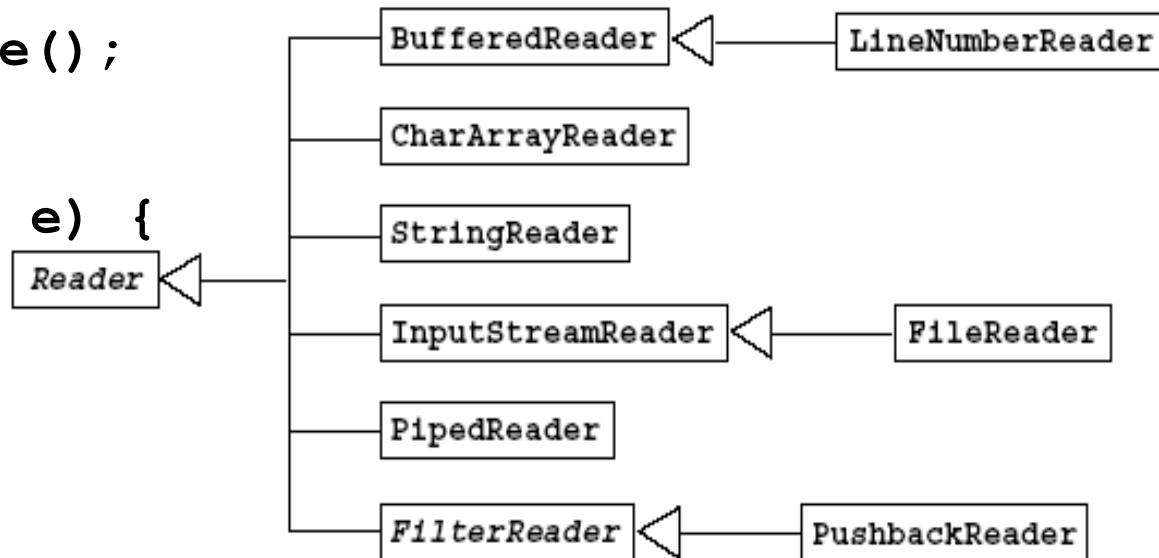 e();
BufferedReader
LineNumberReader
CharArrayReader
e) {
StringReader
Reader
InputStreamReader
FileReader
PipedReader
FilterReader
PushbackReader